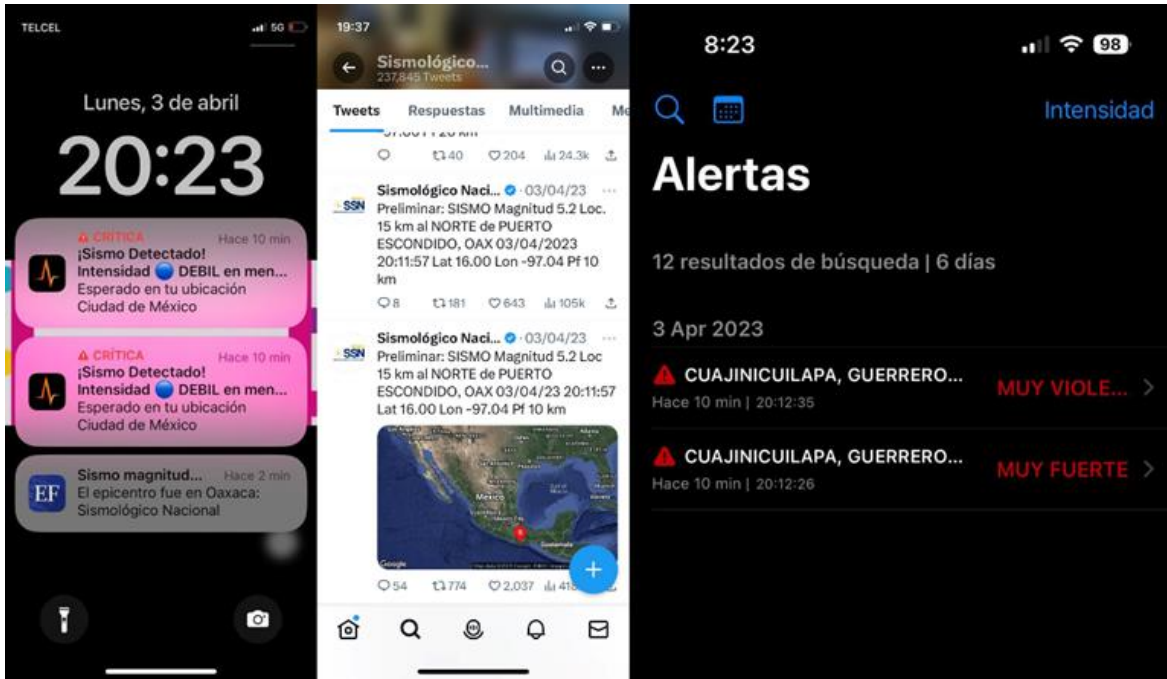 TELCEL
5G
Lunes, 3 de abril
20:23
CRÍTICA
Hace 10 min
¡Sismo Detectado!
Intensidad 🔵 DEBIL en men...
Esperado en tu ubicación
Ciudad de México
CRÍTICA
Hace 10 min
¡Sismo Detectado!
Intensidad 🔵 DEBIL en men...
Esperado en tu ubicación
Ciudad de México
EF
Sismo magnitud...
Hace 2 min
El epicentro fue en Oaxaca:
Sismológico Nacional
19:37
Sismológico...
237,845 Tweets
Tweets
Respuestas
Multimedia
Me
40
204
24.3k
SSN
Sismológico Naci... · 03/04/23 ...
Preliminar: SISMO Magnitud 5.2 Loc.
15 km al NORTE de PUERTO
ESCONDIDO, OAX 03/04/2023
20:11:57 Lat 16.00 Lon -97.04 Pf 10
km
8
181
643
105k
SSN
Sismológico Naci... · 03/04/23 ...
Preliminar: SISMO Magnitud 5.2 Loc
15 km al NORTE de PUERTO
ESCONDIDO, OAX 03/04/23 20:11:57
Lat 16.00 Lon -97.04 Pf 10 km
Mexico
Guatemala
Google
54
774
2,037
8:23
98
Intensidad
Alertas
12 resultados de búsqueda | 6 días
3 Apr 2023
CUAJINICUILAPA, GUERRERO...
MUY VIOLE...
Hace 10 min | 20:12:35
CUAJINICUILAPA, GUERRERO...
MUY FUERTE
Hace 10 min | 20:12:26